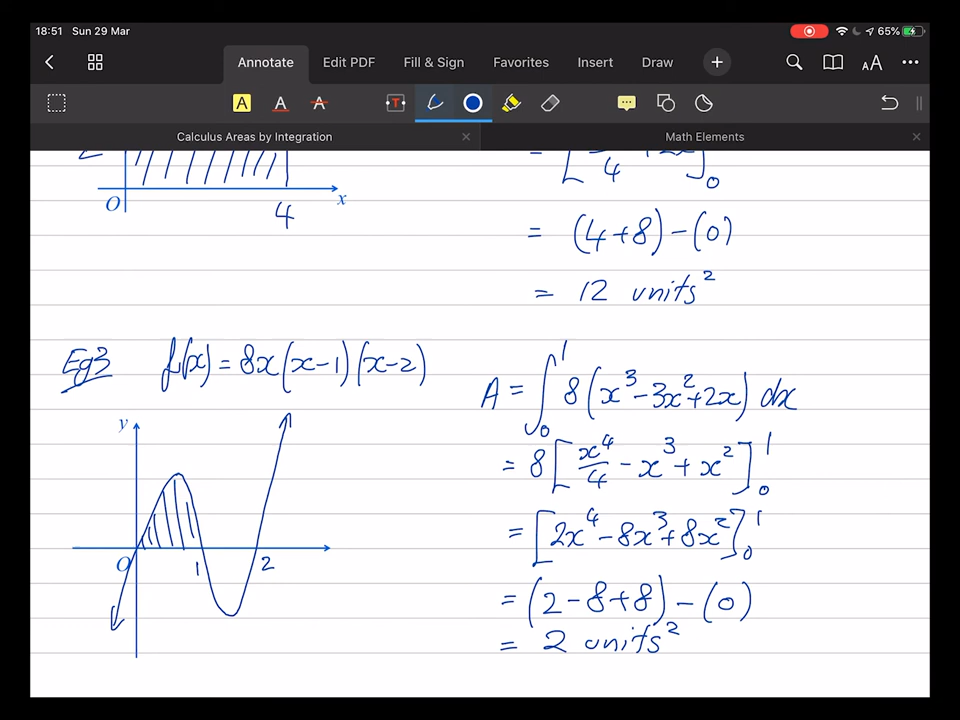 18:51 Sun 29 Mar 65%
Annotate Edit PDF Fill & Sign Favorites Insert Draw
Calculus Areas by Integration Math Elements
O 4 x
4 0
= (4+8)-(0)
= 12 units²
Eg3 f(x) = 8x(x-1)(x-2)
y
O 1 2
A = ∫₀¹ 8(x³-3x²+2x) dx
= 8[x⁴/4 - x³ + x²]₀¹
= [2x⁴-8x³+8x²]₀¹
= (2-8+8)-(0)
= 2 units²